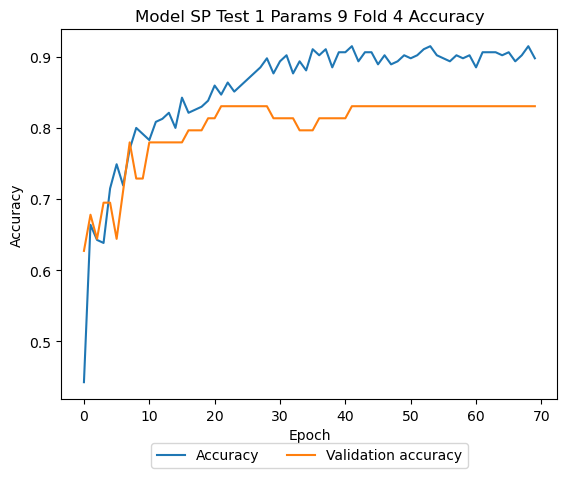 Model SP Test 1 Params 9 Fold 4 Accuracy
0.9
0.8
0.7
0.6
0.5
Accuracy
0 10 20 30 40 50 60 70
Epoch
Accuracy Validation accuracy